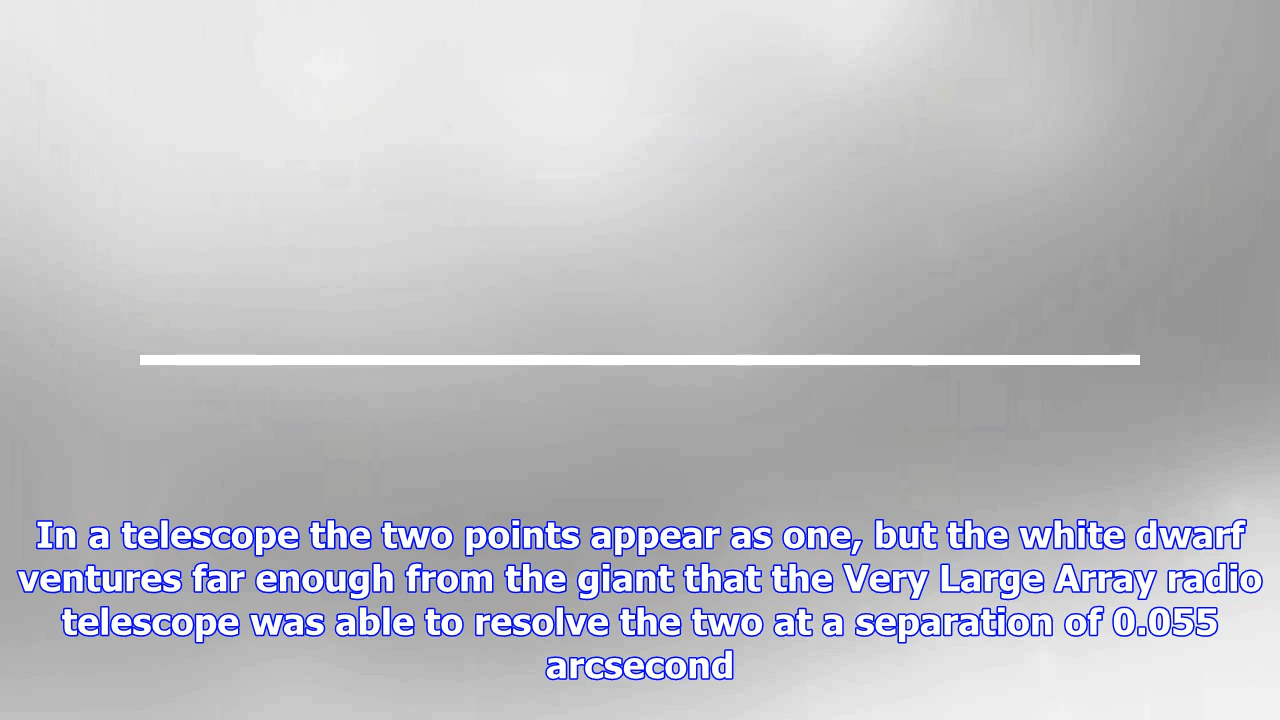 In a telescope the two points appear as one, but the white dwarf
ventures far enough from the giant that the Very Large Array radio
telescope was able to resolve the two at a separation of 0.055
arcsecond